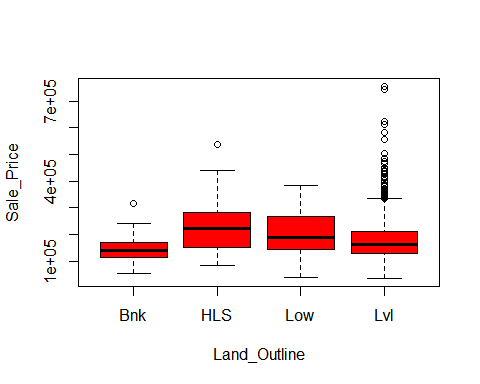 Sale_Price
7e+05
4e+05
1e+05
Bnk HLS Low Lvl
Land_Outline